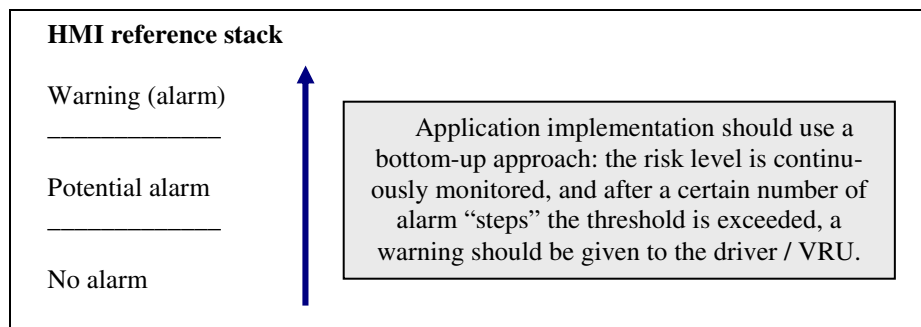 HMI reference stack
Warning (alarm)
_____________
Potential alarm
_____________
No alarm
Application implementation should use a
bottom-up approach: the risk level is continu-
ously monitored, and after a certain number of
alarm “steps” the threshold is exceeded, a
warning should be given to the driver / VRU.